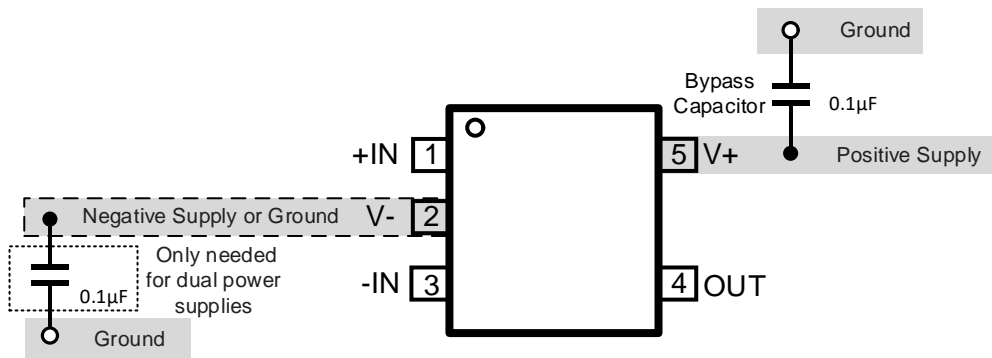 Ground
Bypass
Capacitor
0.1µF
+IN 1
5 V+
Positive Supply
Negative Supply or Ground V- 2
Only needed
for dual power
supplies
0.1µF
-IN 3
4 OUT
Ground